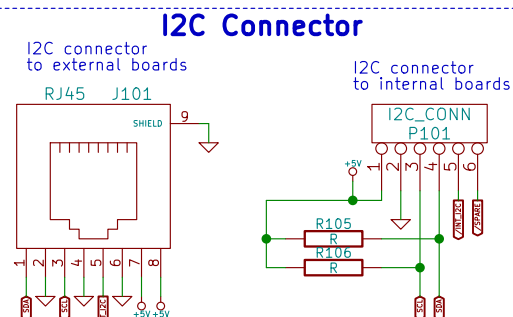 I2C Connector
I2C connector
to external boards
I2C connector
to internal boards
RJ45 J101
SHIELD 9
I2C_CONN
P101
1 2 3 4 5 6
+5V
/INT_I2C
/SPARE
R105
R
R106
R
1 2 3 4 5 6 7 8
SDA
SCL
T_I2C
+5V +5V
SCL
SDA